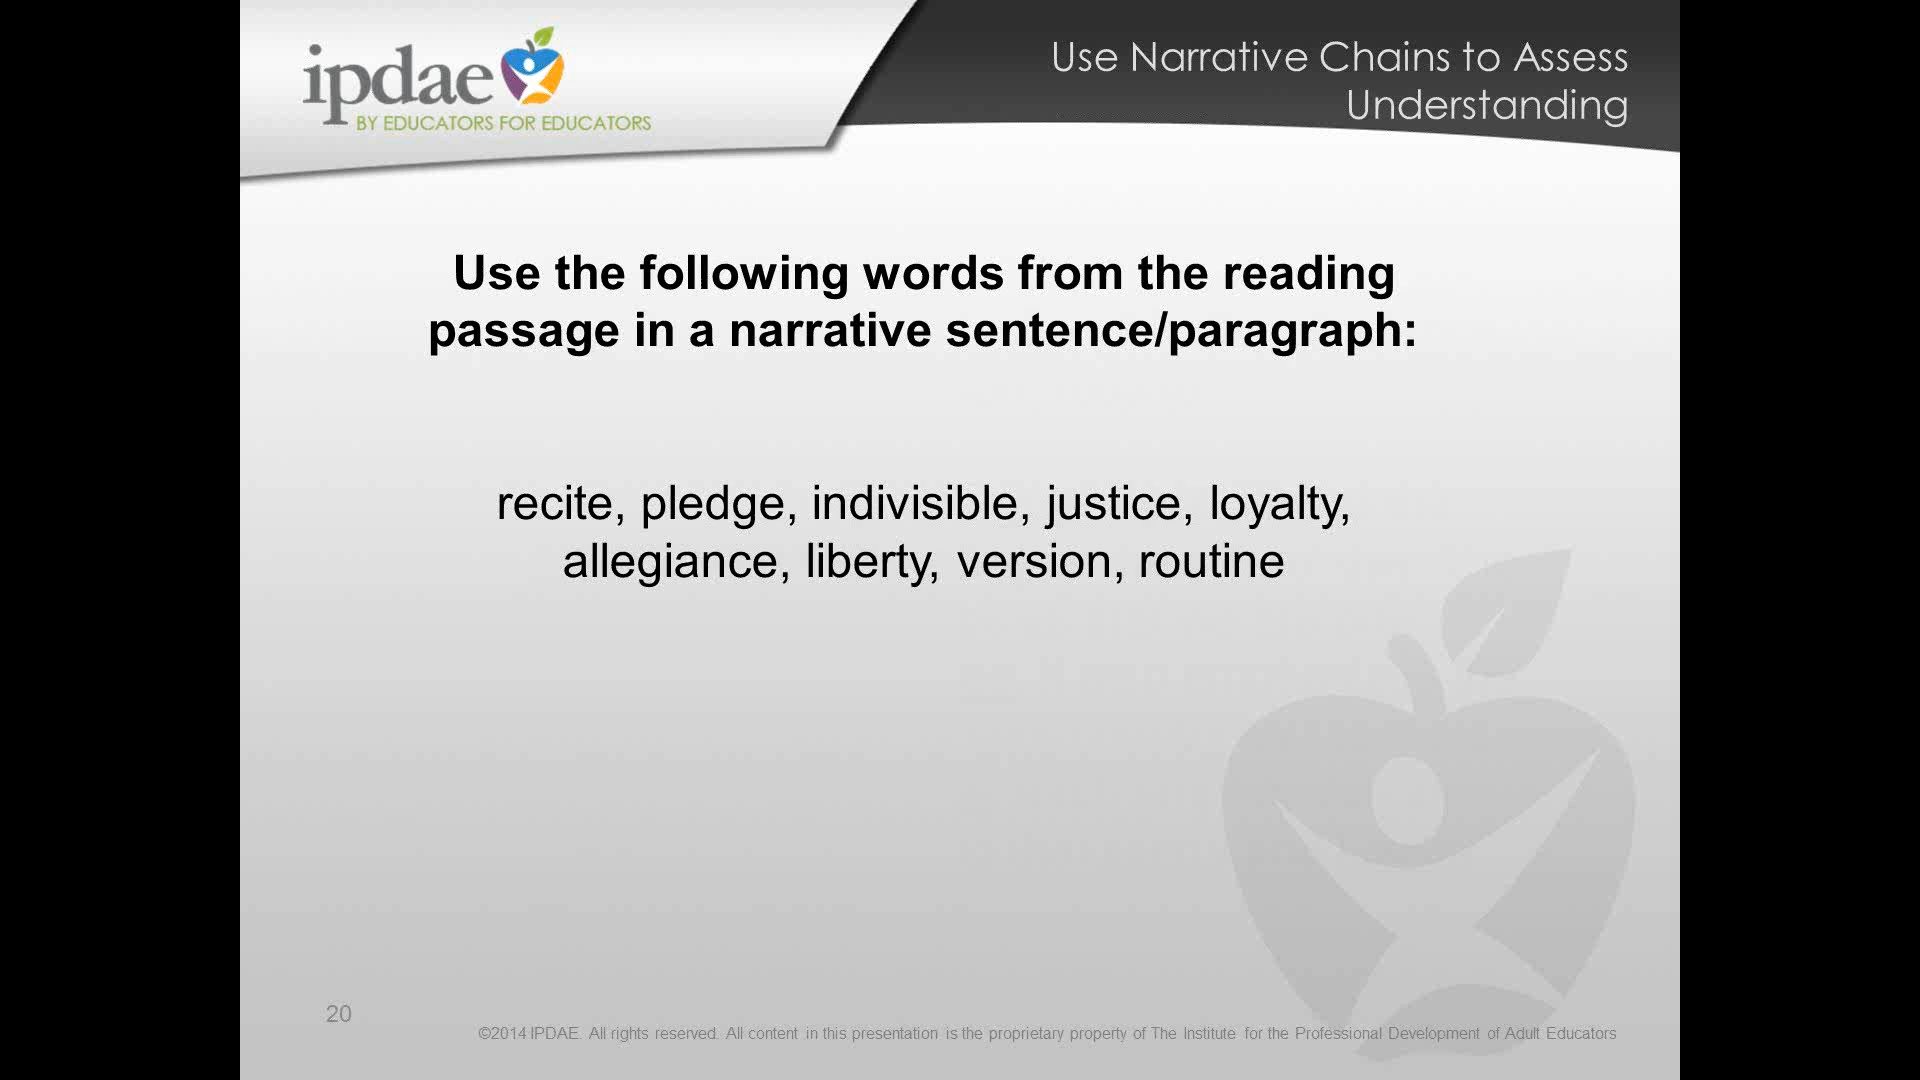 ipdae
BY EDUCATORS FOR EDUCATORS
Use Narrative Chains to Assess
Understanding
Use the following words from the reading
passage in a narrative sentence/paragraph:
recite, pledge, indivisible, justice, loyalty,
allegiance, liberty, version, routine
20
©2014 IPDAE. All rights reserved. All content in this presentation is the proprietary property of The Institute for the Professional Development of Adult Educators